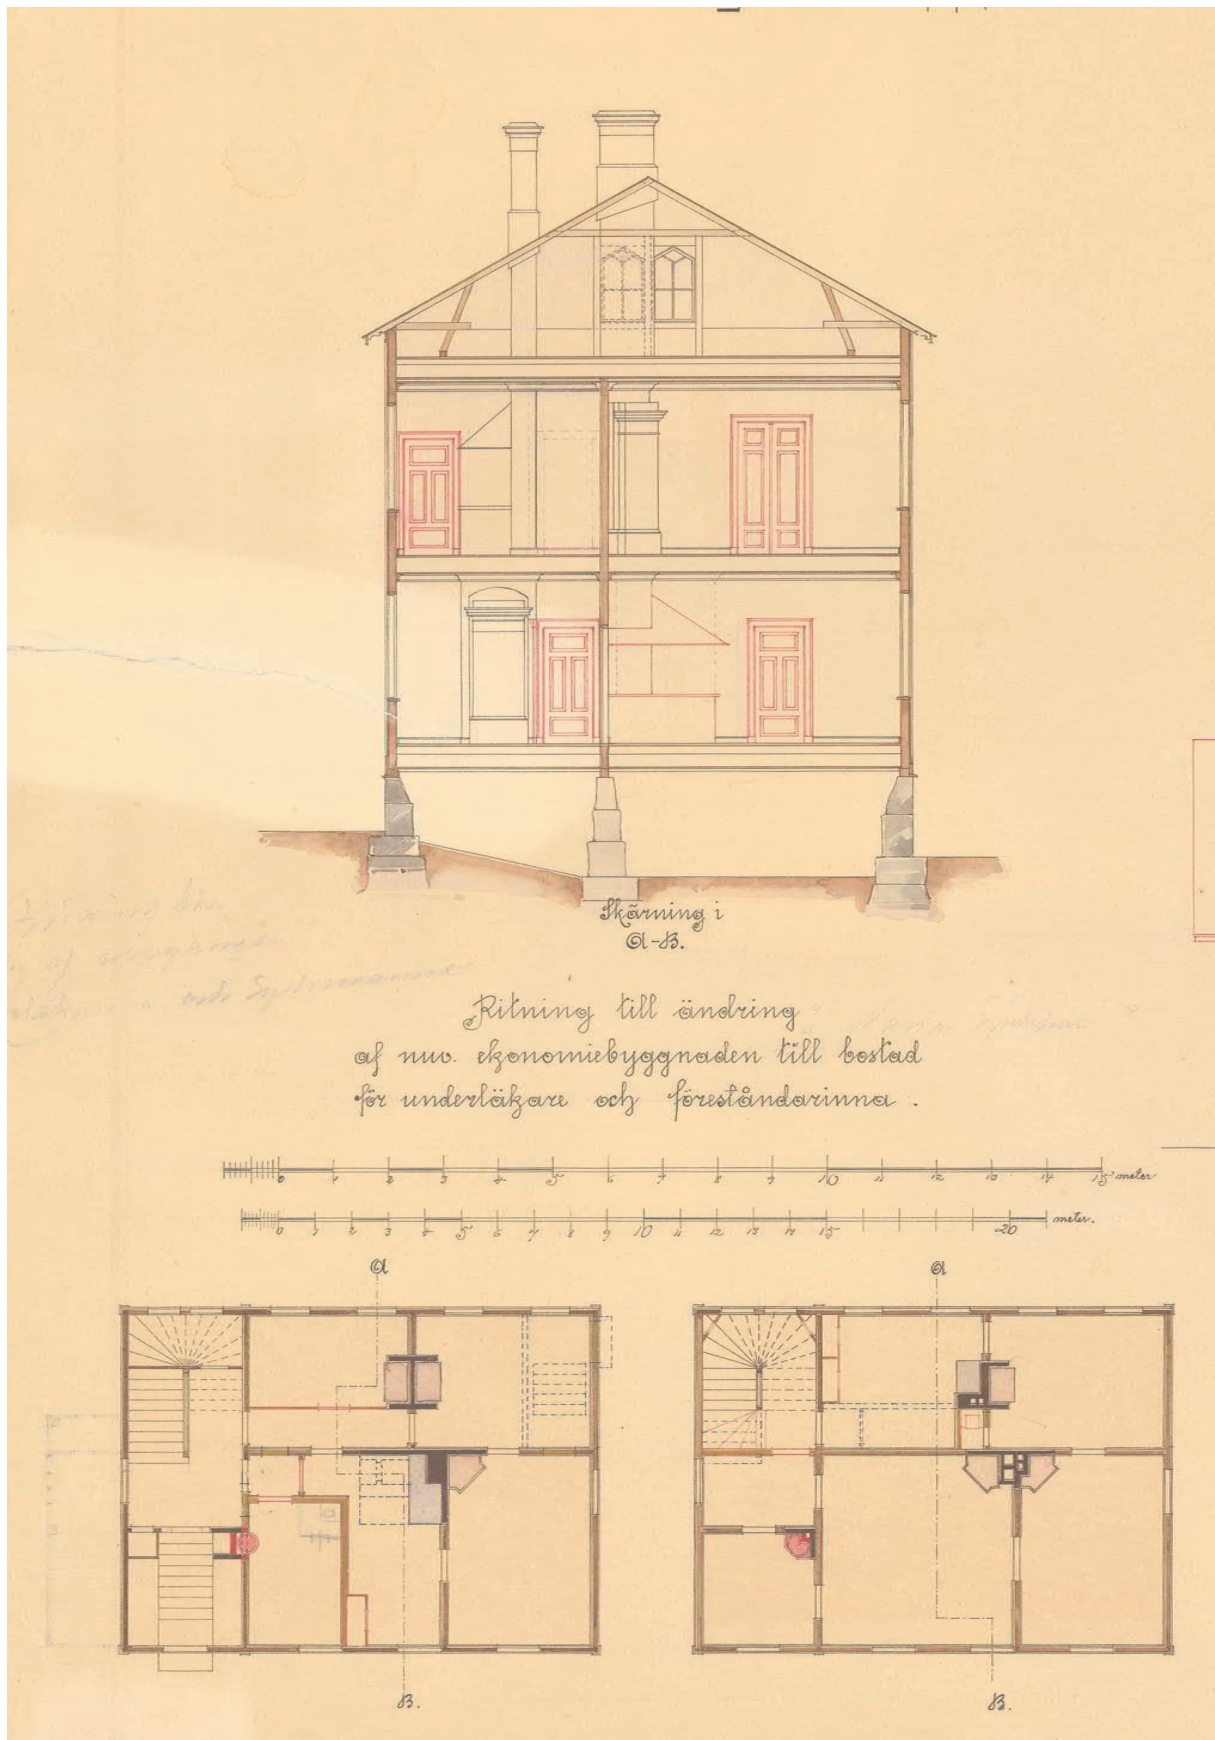 Skärning i
A-B.
Ritning till ändring
af nuv. ekonomiebyggnaden till bostad
för underläkare och föreståndarinna.
0 1 2 3 4 5 6 7 8 9 10 11 12 13 14 15 meter
0 1 2 3 4 5 6 7 8 9 10 11 12 13 14 15 20 meter.
A A
B. B.